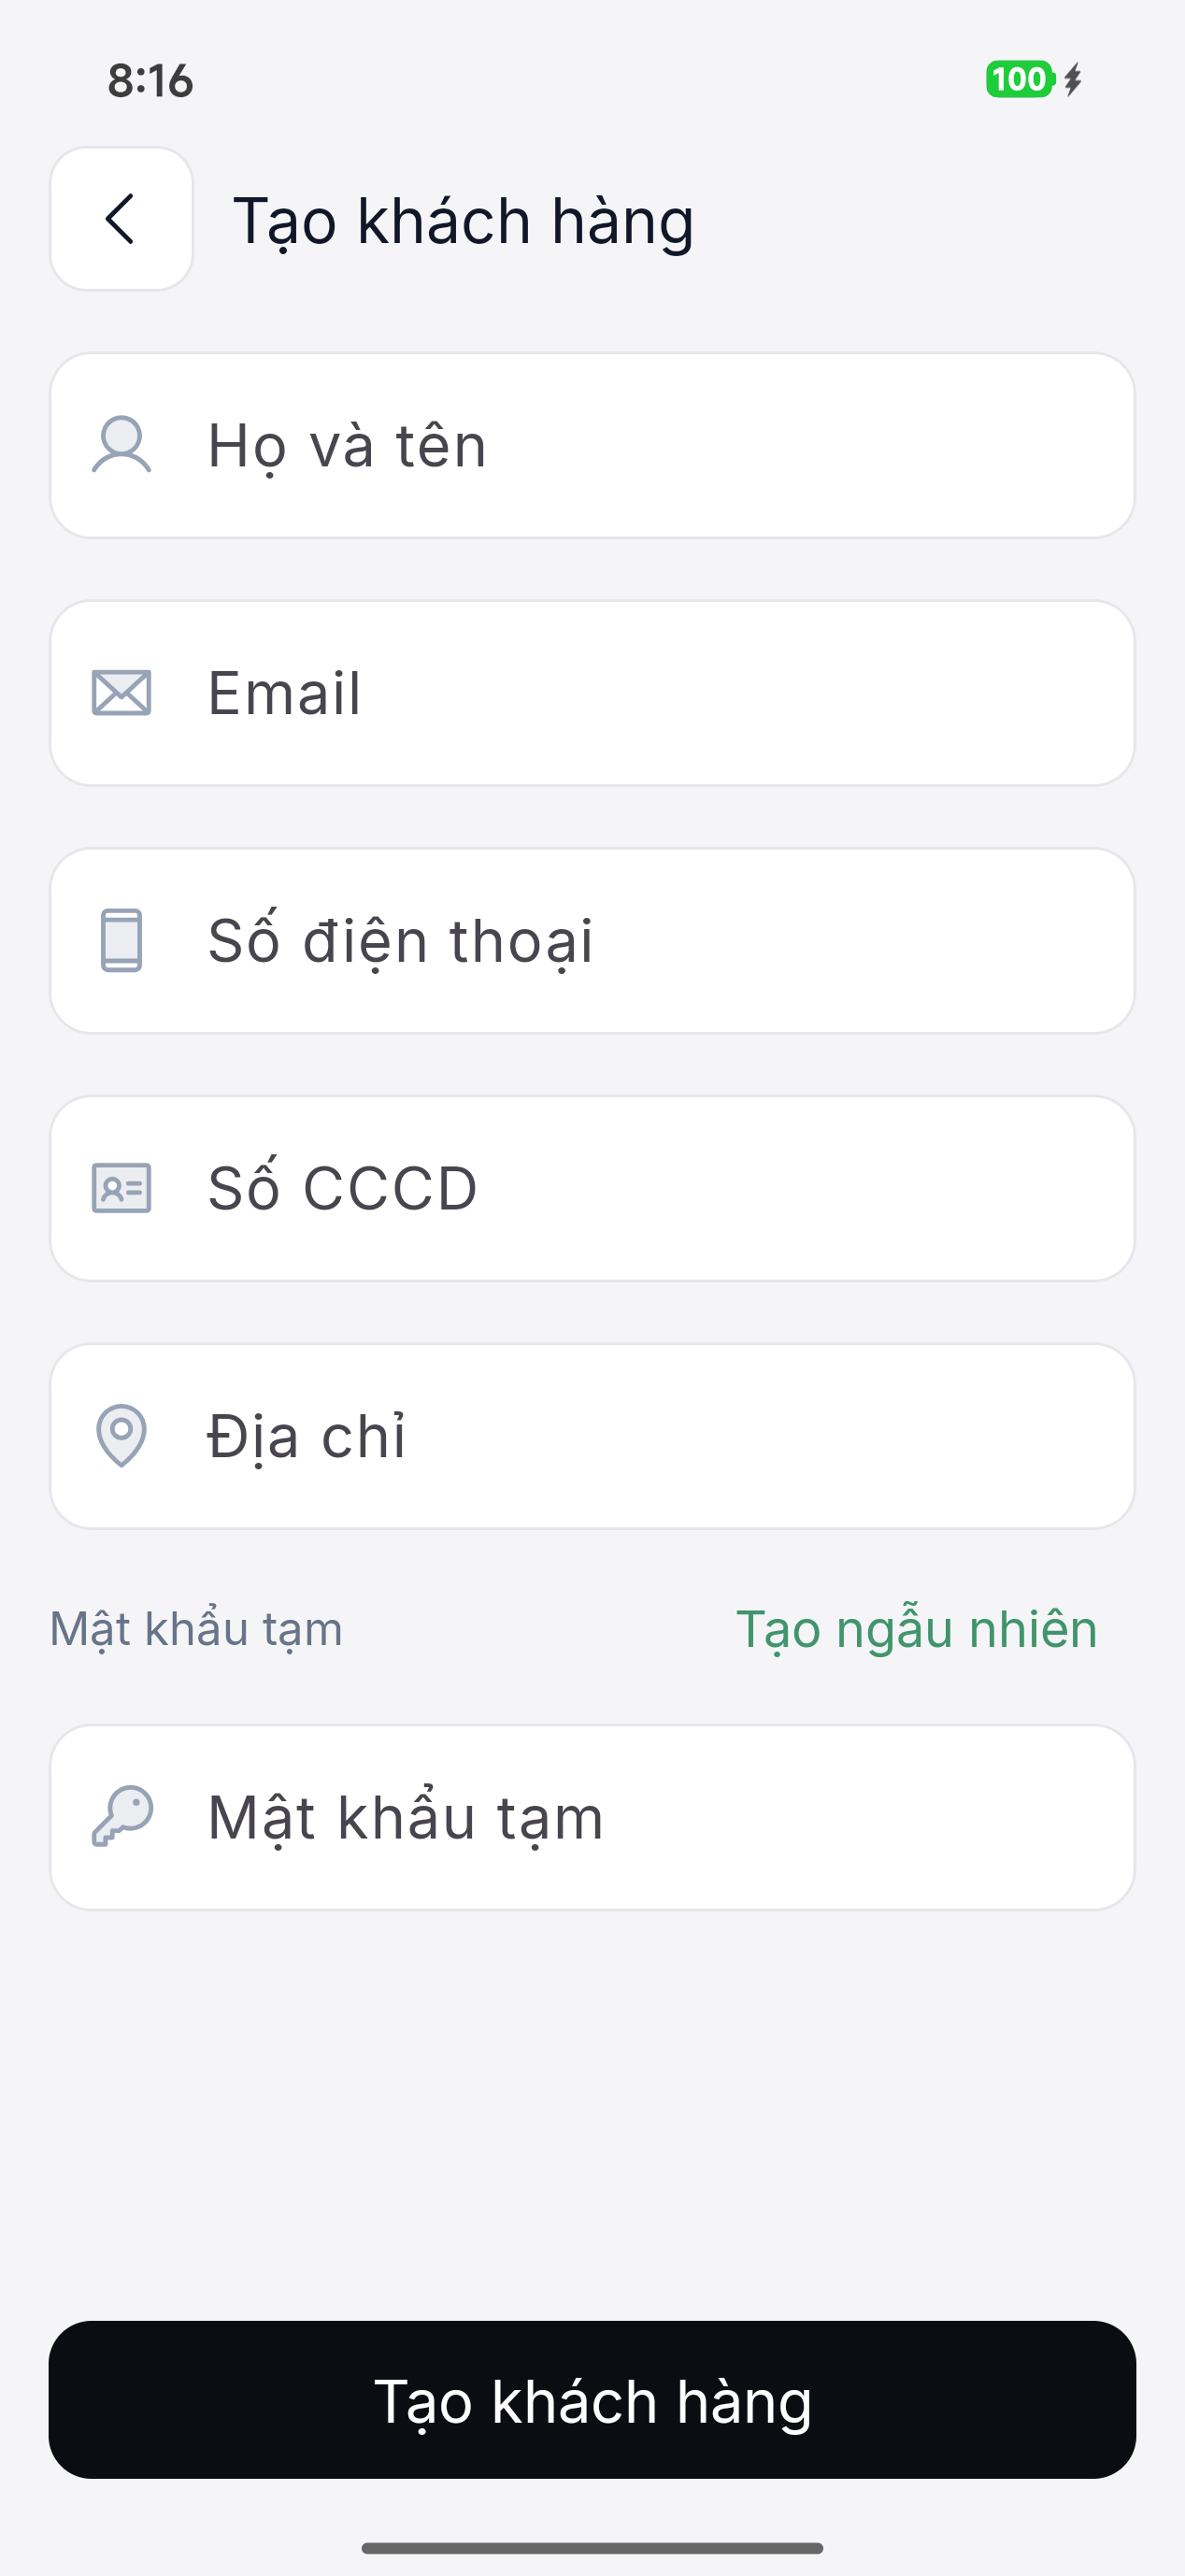 8:16
100
Tạo khách hàng
Họ và tên
Email
Số điện thoại
Số CCCD
Địa chỉ
Mật khẩu tạm
Tạo ngẫu nhiên
Mật khẩu tạm
Tạo khách hàng